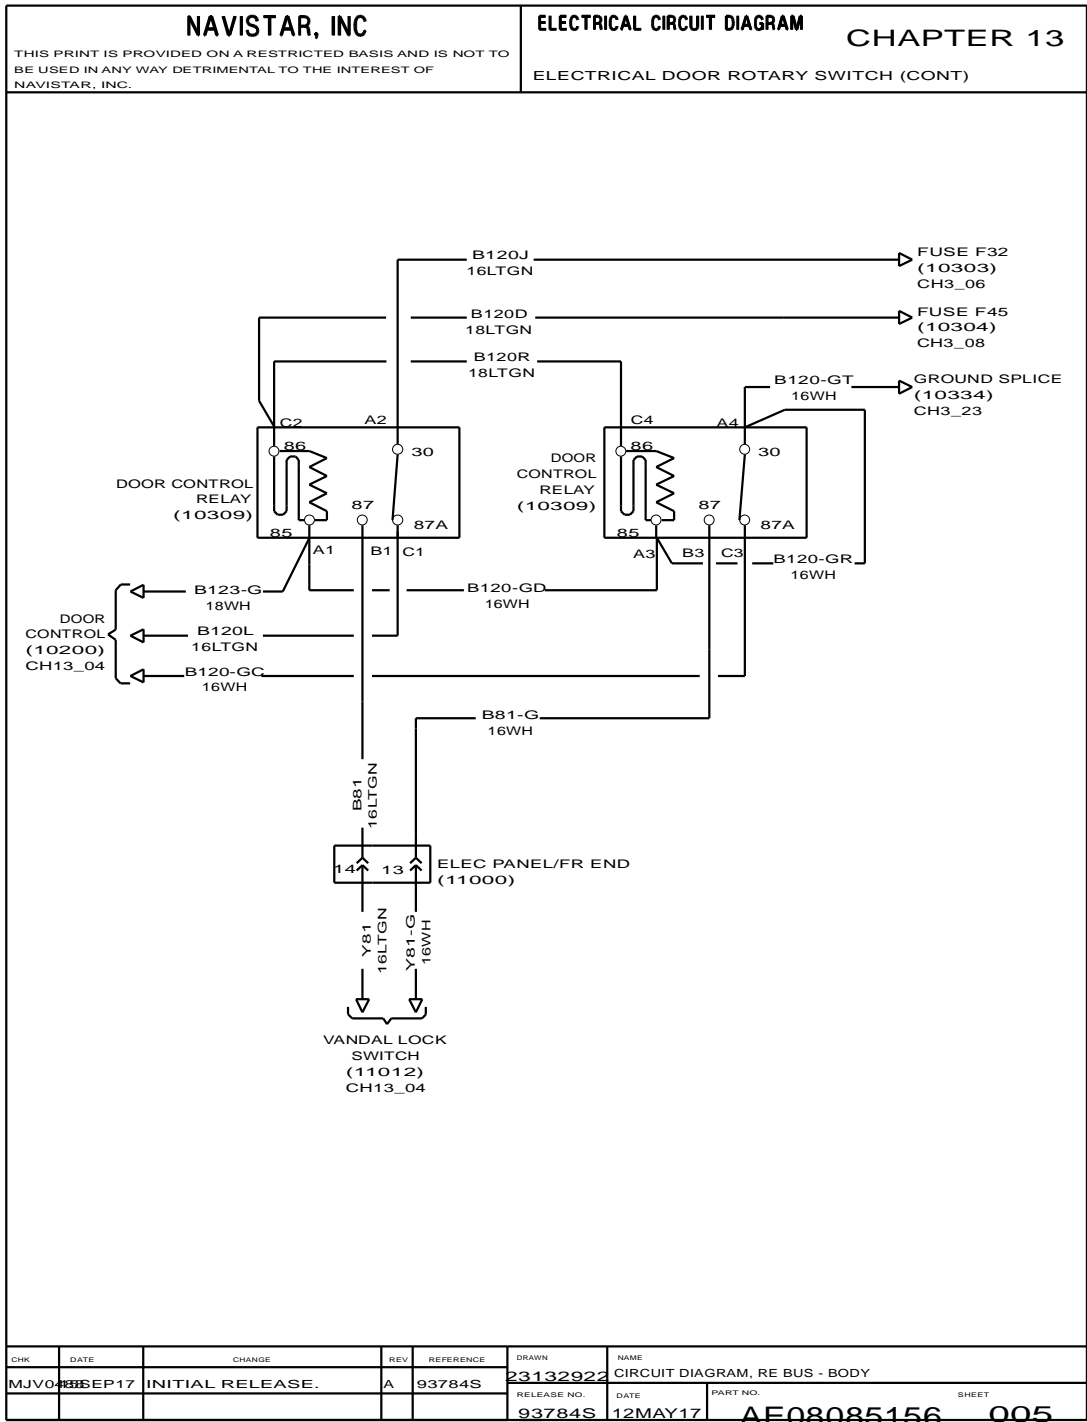 NAVISTAR, INC
THIS PRINT IS PROVIDED ON A RESTRICTED BASIS AND IS NOT TO
BE USED IN ANY WAY DETRIMENTAL TO THE INTEREST OF
NAVISTAR, INC.
ELECTRICAL CIRCUIT DIAGRAM
CHAPTER 13
ELECTRICAL DOOR ROTARY SWITCH (CONT)
B120J
16LTGN
FUSE F32
(10303)
CH3_06
B120D
18LTGN
FUSE F45
(10304)
CH3_08
B120R
18LTGN
B120-GT
16WH
GROUND SPLICE
(10334)
CH3_23
C2
A2
86
30
DOOR CONTROL
RELAY
(10309)
87
87A
85
A1
B1
C1
C4
A4
86
30
DOOR
CONTROL
RELAY
(10309)
87
87A
85
A3
B3
C3
B120-GR
16WH
B123-G
18WH
B120-GD
16WH
DOOR
CONTROL
(10200)
CH13_04
B120L
16LTGN
B120-GC
16WH
B81-G
16WH
B81
16LTGN
14
13
ELEC PANEL/FR END
(11000)
Y81
16LTGN
Y81-G
16WH
VANDAL LOCK
SWITCH
(11012)
CH13_04
CHK
DATE
CHANGE
REV
REFERENCE
DRAWN
NAME
SEP17
INITIAL RELEASE.
A
93784S
23132922
CIRCUIT DIAGRAM, RE BUS - BODY
RELEASE NO.
DATE
PART NO.
SHEET
93784S
12MAY17
AE08085156
005